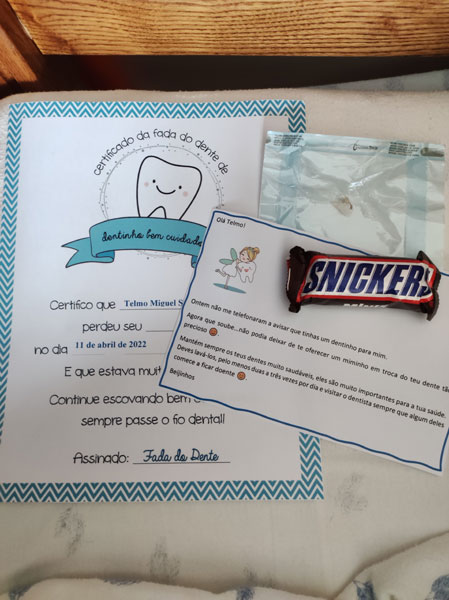 certificado da fada do dente de
dentinho bem cuidado
Certifico que Telmo Miguel S
perdeu seu
no dia 11 de abril de 2022
E que estava muit
Continue escovando bem
sempre passe o fio dental!
Assinado: Fada do Dente
Olá Telmo!
Ontem não me telefonaram a avisar que tinhas um dentinho para mim.
Agora que soube...não podia deixar de te oferecer um miminho em troca do teu dente tão
precioso
Mantém sempre os teus dentes muito saudáveis, eles são muito importantes para a tua saúde.
Deves lavá-los, pelo menos duas a três vezes por dia e visitar o dentista sempre que algum deles
comece a ficar doente
Beijinhos
SNICKERS